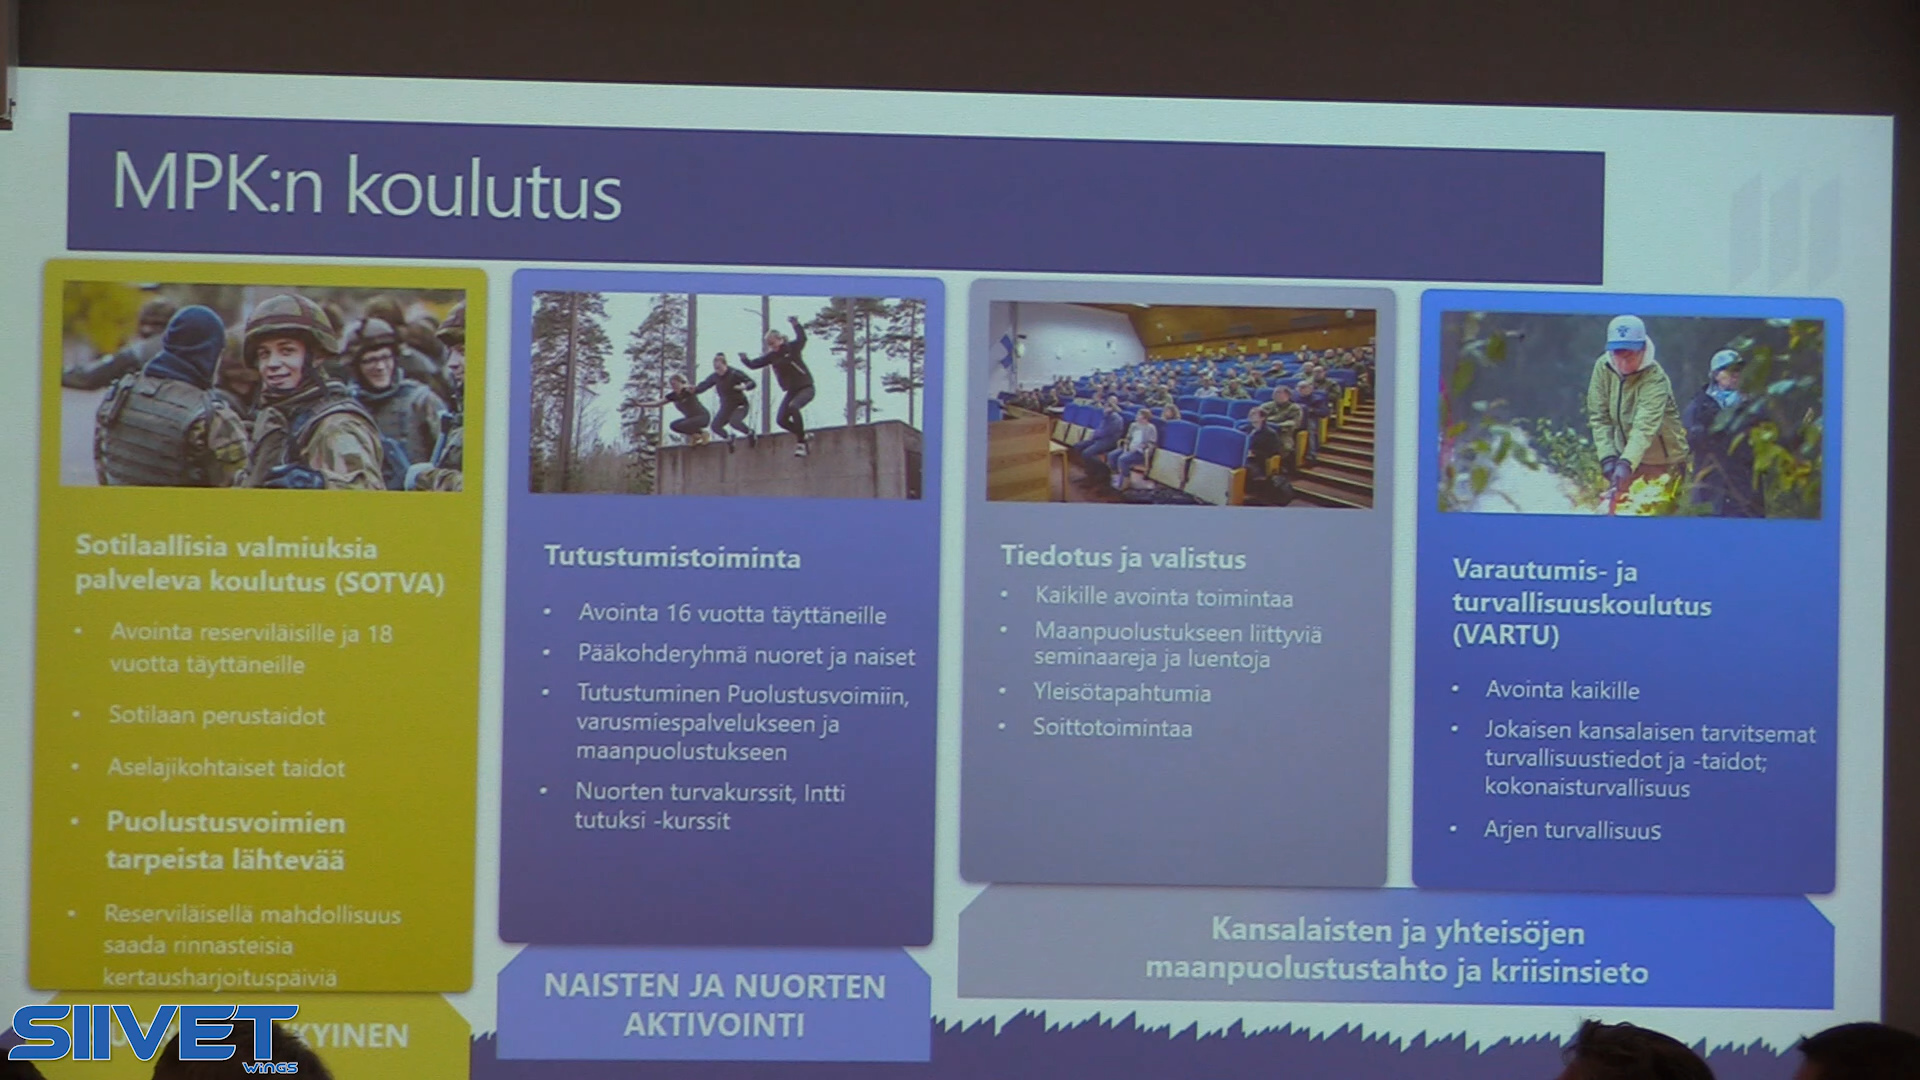 MPK:n koulutus
Sotilaallisia valmiuksia
palveleva koulutus (SOTVA)
• Avointa reserviläisille ja 18
vuotta täyttäneille
• Sotilaan perustaidot
• Aselajikohtaiset taidot
• Puolustusvoimien
tarpeista lähtevää
• Reserviläisellä mahdollisuus
saada rinnasteisia
kertausharjoituspäiviä
KYINEN
Tutustumistoiminta
• Avointa 16 vuotta täyttäneille
• Pääkohderyhmä nuoret ja naiset
• Tutustuminen Puolustusvoimiin,
varusmiespalvelukseen ja
maanpuolustukseen
• Nuorten turvakurssit, Intti
tutuksi -kurssit
NAISTEN JA NUORTEN
AKTIVOINTI
Tiedotus ja valistus
• Kaikille avointa toimintaa
• Maanpuolustukseen liittyviä
seminaareja ja luentoja
• Yleisötapahtumia
• Soittotoimintaa
Varautumis- ja
turvallisuuskoulutus
(VARTU)
• Avointa kaikille
• Jokaisen kansalaisen tarvitsemat
turvallisuustiedot ja -taidot;
kokonaisturvallisuus
• Arjen turvallisuus
Kansalaisten ja yhteisöjen
maanpuolustustahto ja kriisinsieto
SIIVET
WINGS